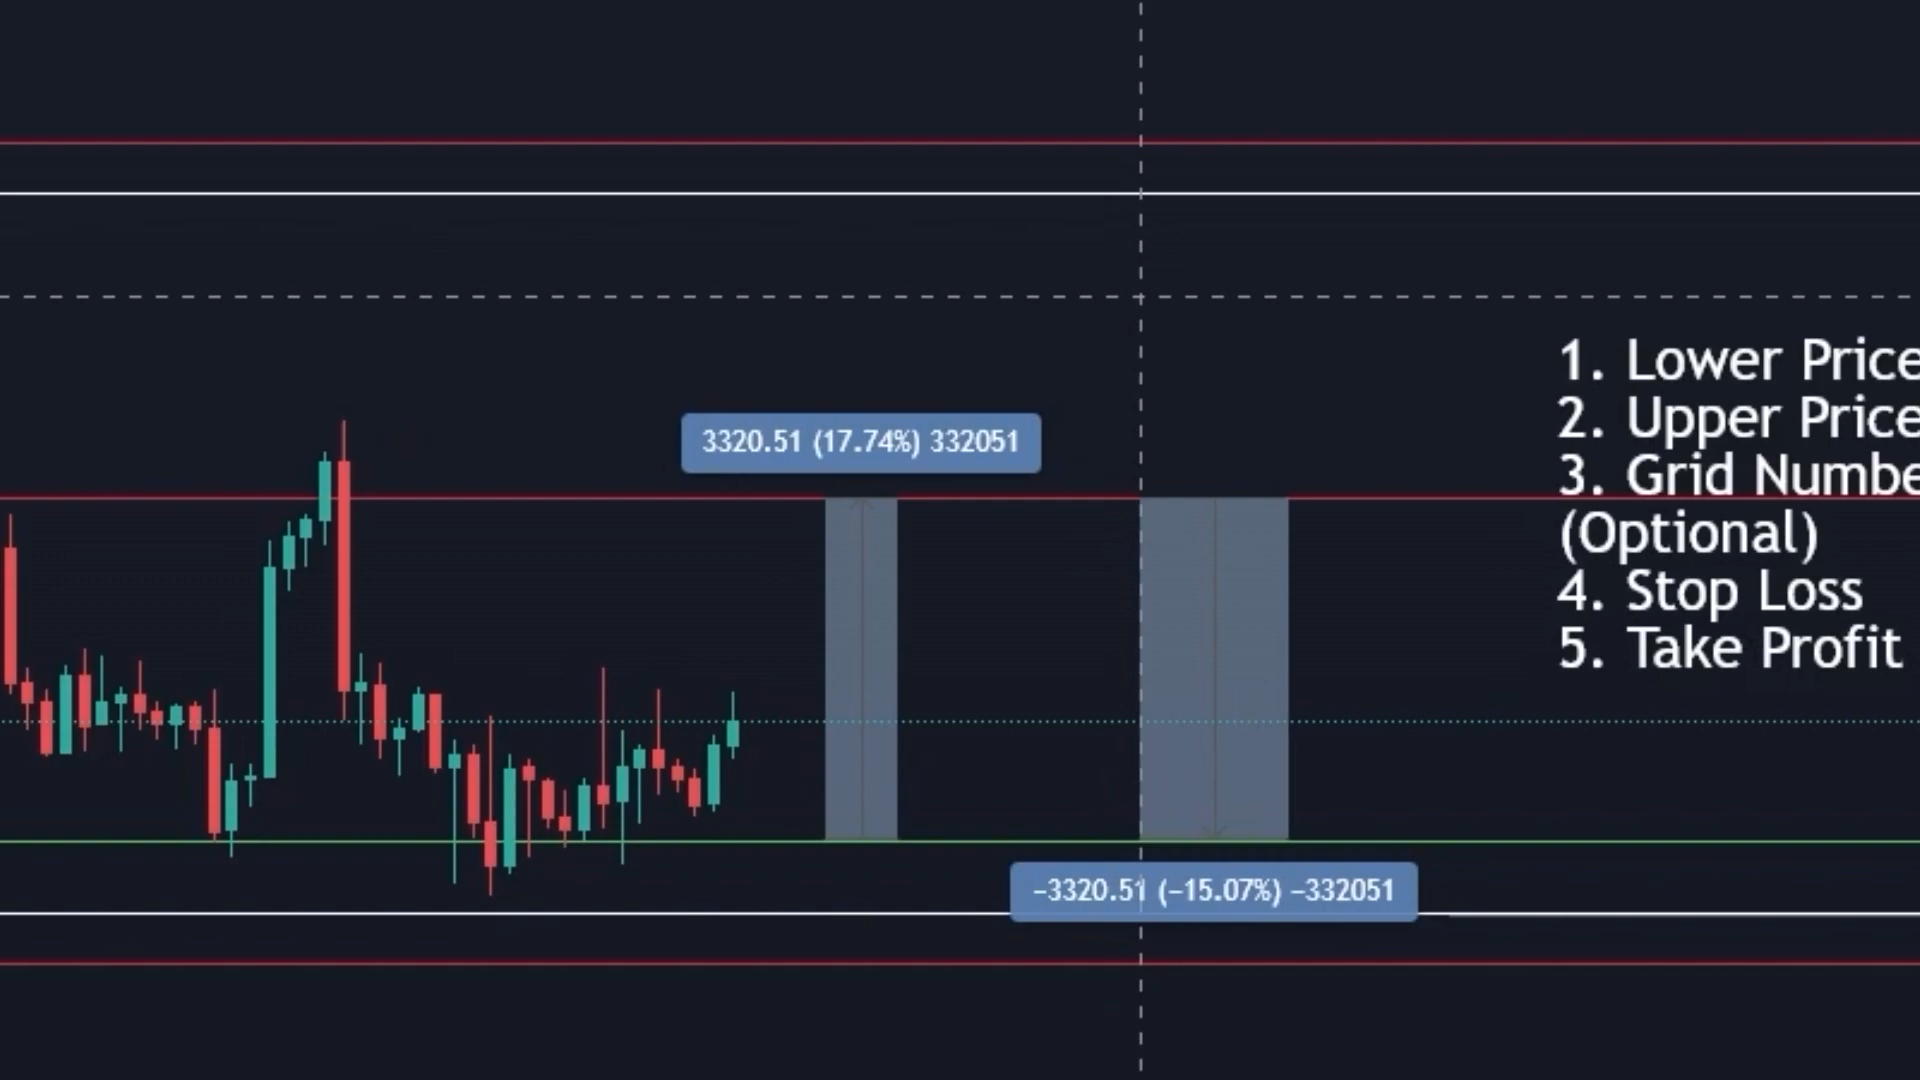 3320.51 (17.74%) 332051
1. Lower Price
2. Upper Price
3. Grid Numbe
(Optional)
4. Stop Loss
5. Take Profit
−3320.51 (−15.07%) −332051